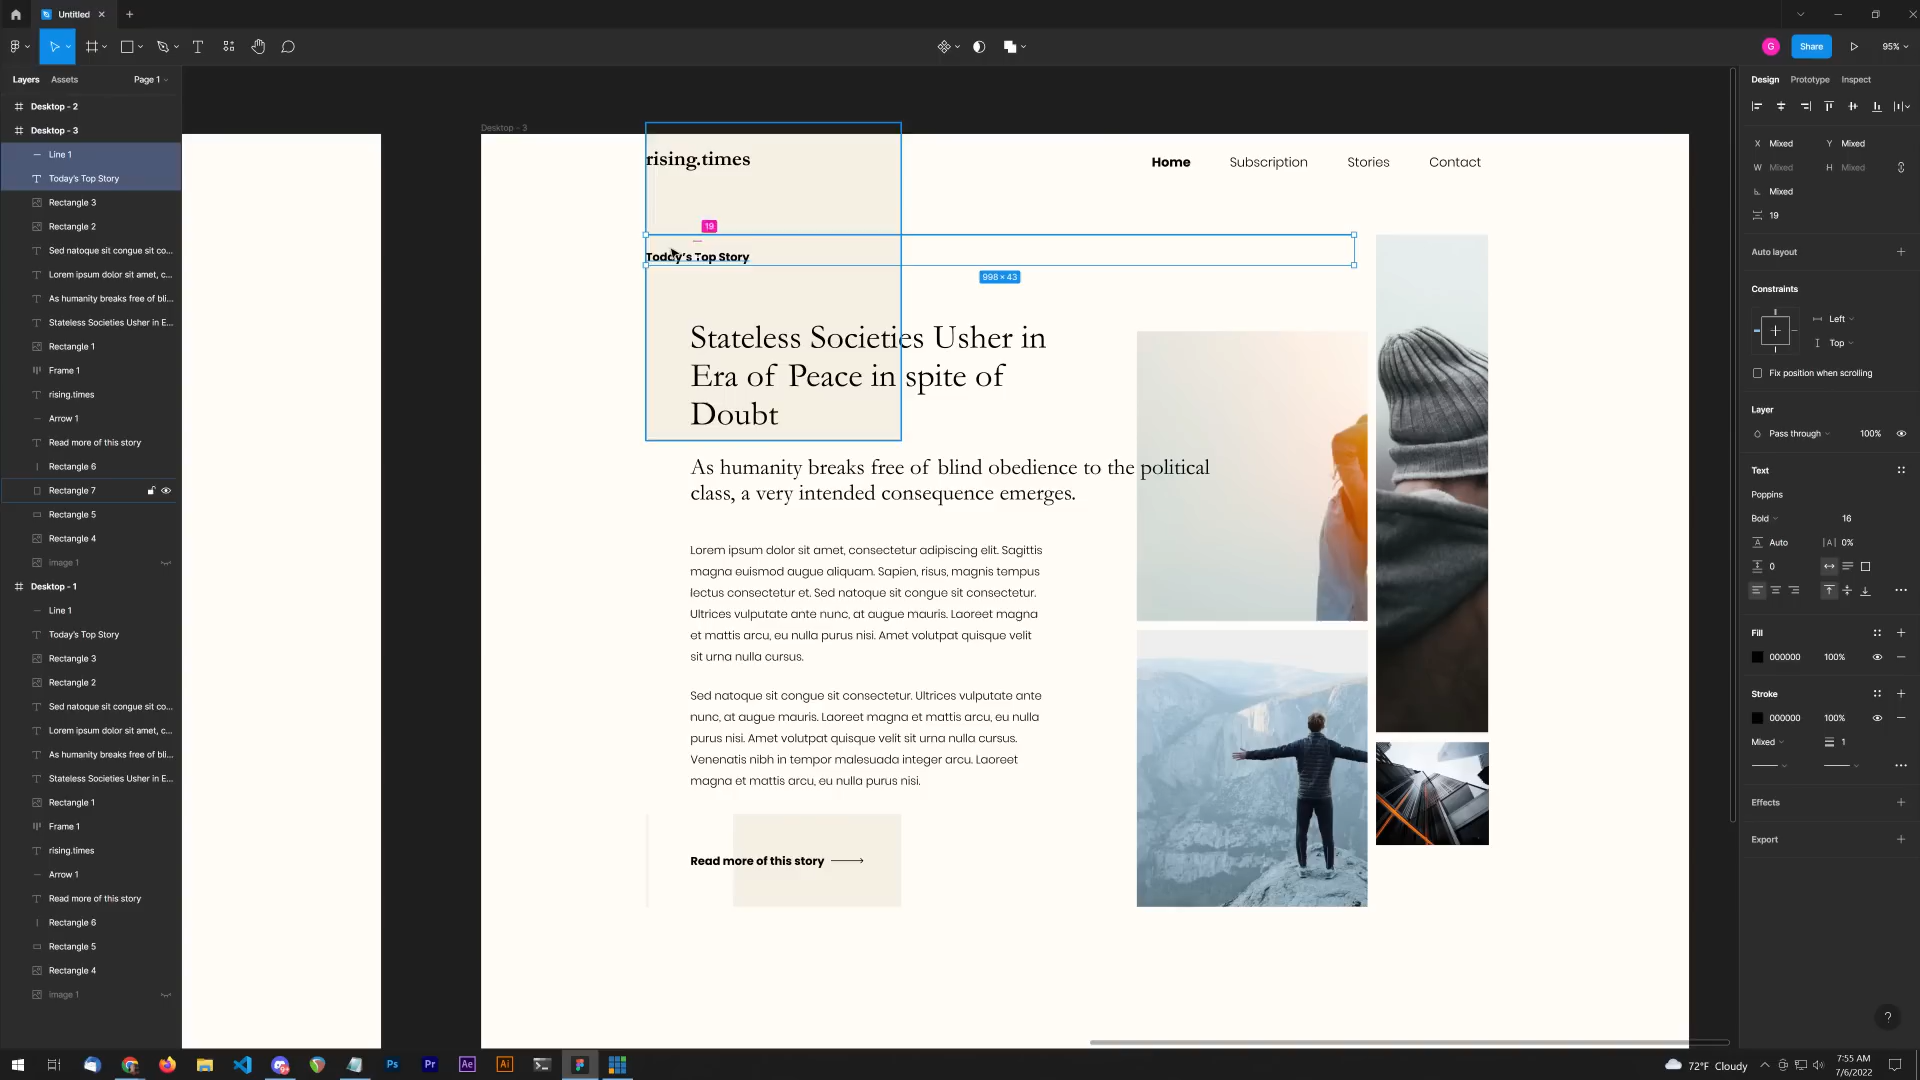 Untitled
G
Share
95%
Layers
Assets
Page 1
Design
Prototype
Inspect
Desktop - 2
Desktop - 3
Line 1
Today's Top Story
Rectangle 3
Rectangle 2
Sed natoque sit congue sit co...
Lorem ipsum dolor sit amet, c...
As humanity breaks free of bli...
Stateless Societies Usher in E...
Rectangle 1
Frame 1
rising.times
Arrow 1
Read more of this story
Rectangle 6
Rectangle 7
Rectangle 5
Rectangle 4
image 1
Desktop - 1
Line 1
Today's Top Story
Rectangle 3
Rectangle 2
Sed natoque sit congue sit co...
Lorem ipsum dolor sit amet, c...
As humanity breaks free of bli...
Stateless Societies Usher in E...
Rectangle 1
Frame 1
rising.times
Arrow 1
Read more of this story
Rectangle 6
Rectangle 5
Rectangle 4
image 1
Desktop - 3
rising.times
Home
Subscription
Stories
Contact
19
Today's Top Story
998 × 43
Stateless Societies Usher in
Era of Peace in spite of
Doubt
As humanity breaks free of blind obedience to the political
class, a very intended consequence emerges.
Lorem ipsum dolor sit amet, consectetur adipiscing elit. Sagittis
magna euismod augue aliquam. Sapien, risus, magnis tempus
lectus consectetur et. Sed natoque sit congue sit consectetur.
Ultrices vulputate ante nunc, at augue mauris. Laoreet magna
et mattis arcu, eu nulla purus nisi. Amet volutpat quisque velit
sit urna nulla cursus.
Sed natoque sit congue sit consectetur. Ultrices vulputate ante
nunc, at augue mauris. Laoreet magna et mattis arcu, eu nulla
purus nisi. Amet volutpat quisque velit sit urna nulla cursus.
Venenatis nibh in tempor malesuada integer arcu. Laoreet
magna et mattis arcu, eu nulla purus nisi.
Read more of this story
X Mixed Y Mixed
W Mixed H Mixed
Mixed
19
Auto layout
Constraints
Left
Top
Fix position when scrolling
Layer
Pass through 100%
Text
Poppins
Bold 16
Auto |A| 0%
0
Fill
000000 100%
Stroke
000000 100%
Mixed 1
Effects
Export
?
Ps
Pr
Ae
Ai
72°F Cloudy
7:55 AM
7/6/2022